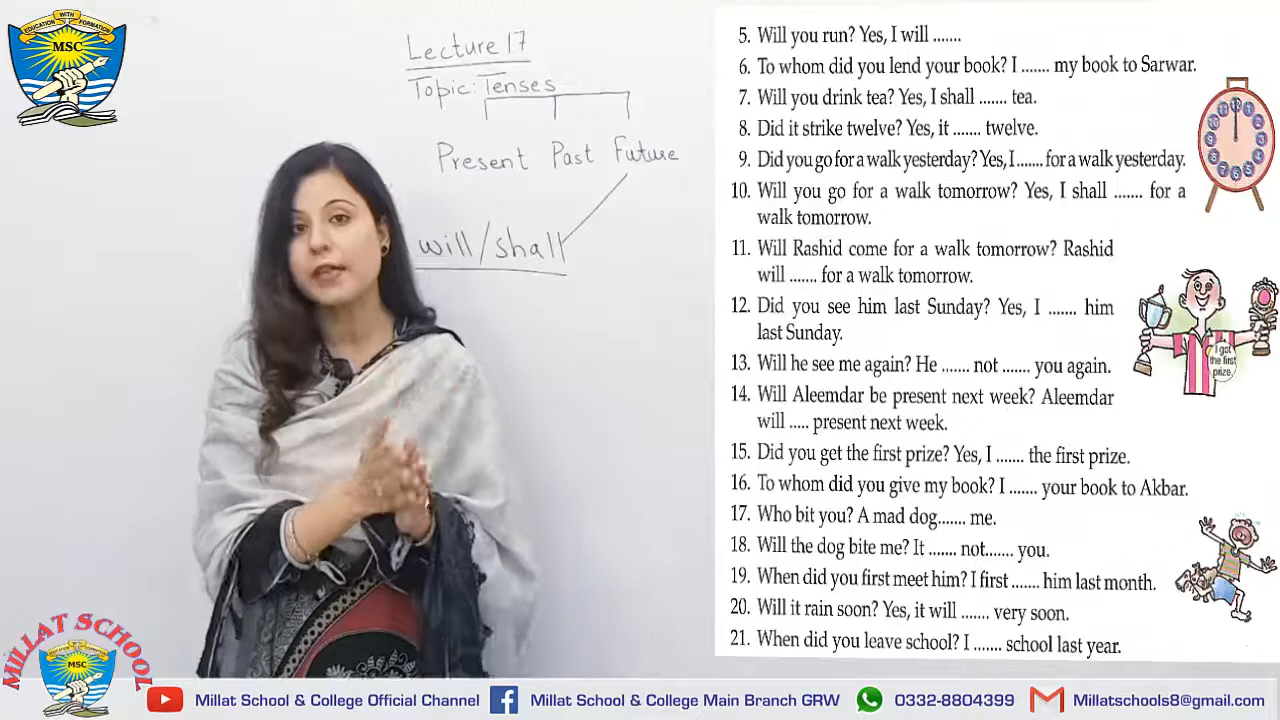 EDUCATION WITH FORMATION
MSC
Lecture 17
Topic: Tenses
Present Past Future
will/shall
5. Will you run? Yes, I will .......
6. To whom did you lend your book? I ....... my book to Sarwar.
7. Will you drink tea? Yes, I shall ....... tea.
8. Did it strike twelve? Yes, it ....... twelve.
9. Did you go for a walk yesterday? Yes, I ....... for a walk yesterday.
10. Will you go for a walk tomorrow? Yes, I shall ....... for a
walk tomorrow.
11. Will Rashid come for a walk tomorrow? Rashid
will ....... for a walk tomorrow.
12. Did you see him last Sunday? Yes, I ....... him
last Sunday.
13. Will he see me again? He ....... not ....... you again.
14. Will Aleemdar be present next week? Aleemdar
will ..... present next week.
15. Did you get the first prize? Yes, I ....... the first prize.
16. To whom did you give my book? I ....... your book to Akbar.
17. Who bit you? A mad dog....... me.
18. Will the dog bite me? It ....... not....... you.
19. When did you first meet him? I first ....... him last month.
20. Will it rain soon? Yes, it will ....... very soon.
21. When did you leave school? I ....... school last year.
I got
the first
prize.
MILLAT SCHOOL
MSC
Millat School & College Official Channel
Millat School & College Main Branch GRW
0332-8804399
Millatschools8@gmail.com